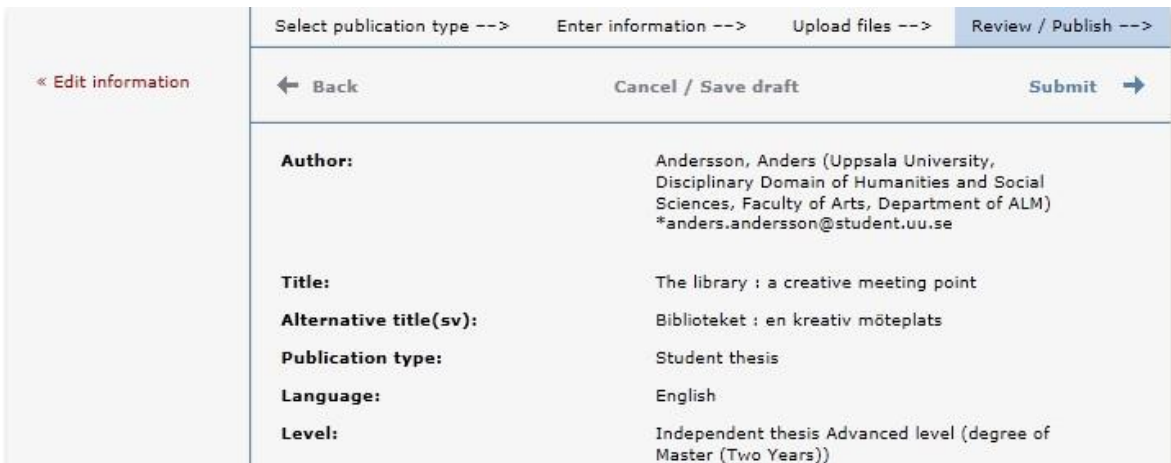 Select publication type --> Enter information --> Upload files --> Review / Publish -->
« Edit information
Back Cancel / Save draft Submit
Author: Andersson, Anders (Uppsala University,
Disciplinary Domain of Humanities and Social
Sciences, Faculty of Arts, Department of ALM)
*anders.andersson@student.uu.se
Title: The library : a creative meeting point
Alternative title(sv): Biblioteket : en kreativ möteplats
Publication type: Student thesis
Language: English
Level: Independent thesis Advanced level (degree of
Master (Two Years))